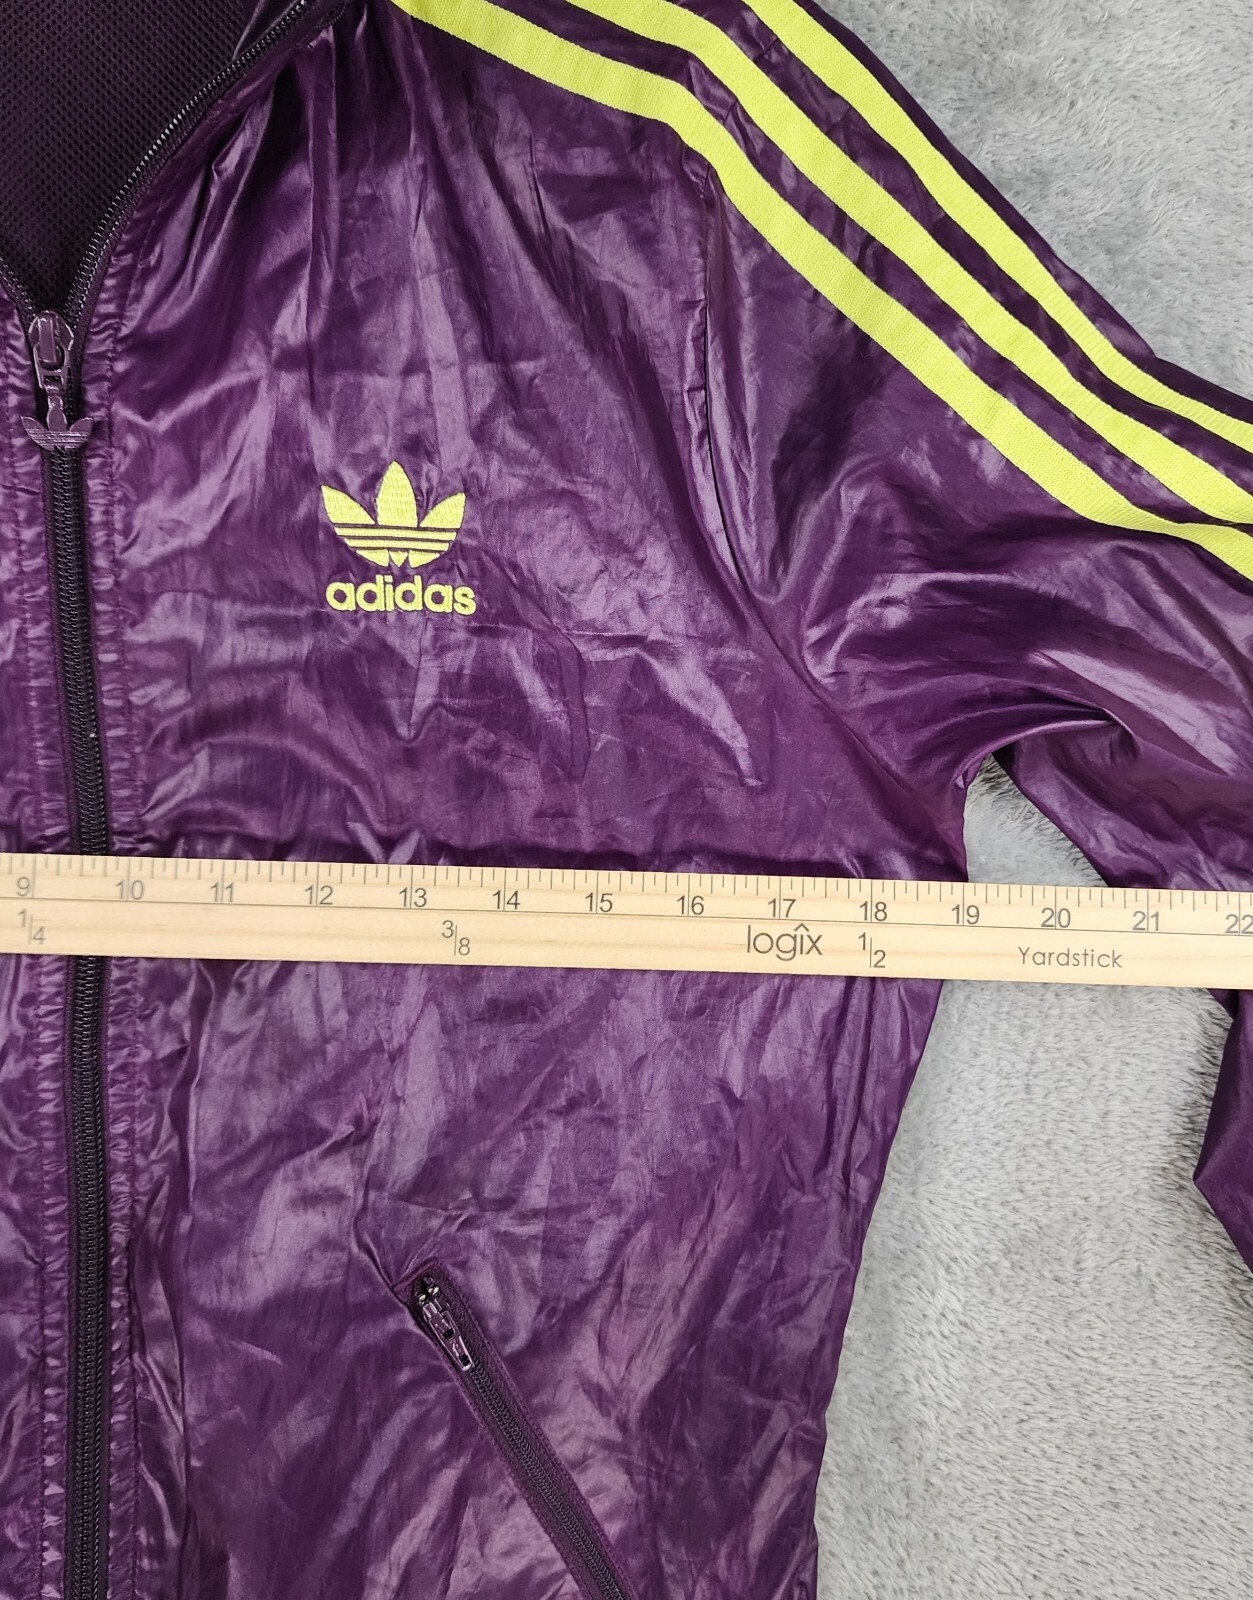 adidas
9 10 11 12 13 14 15 16 17 18 19 20 21 22
1/4 3/8 logix 1/2 Yardstick